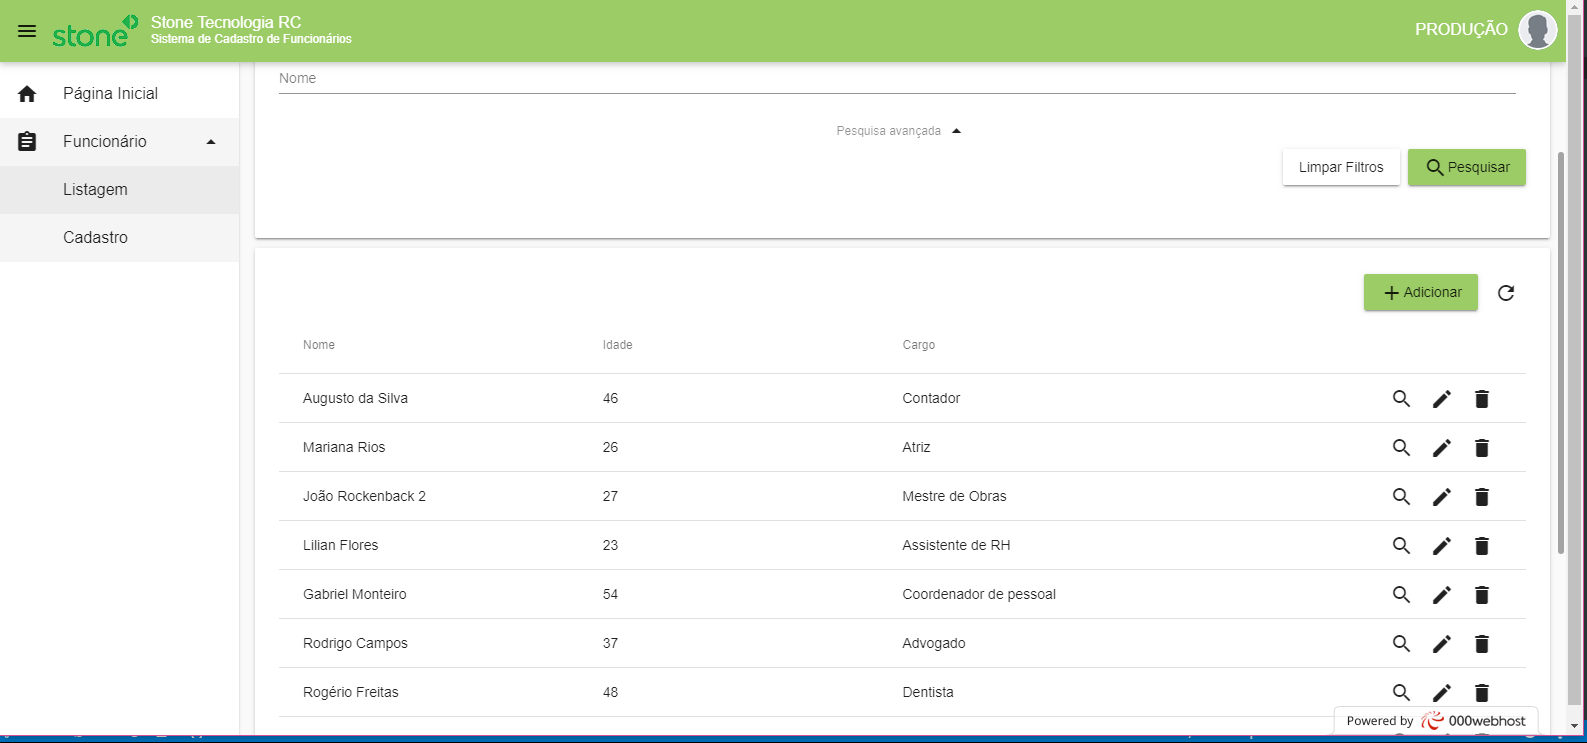 stone
Stone Tecnologia RC
Sistema de Cadastro de Funcionários
PRODUÇÃO
Página Inicial
Funcionário
Listagem
Cadastro
Nome
Pesquisa avançada
Limpar Filtros
Pesquisar
Adicionar
Nome Idade Cargo
Augusto da Silva 46 Contador
Mariana Rios 26 Atriz
João Rockenback 2 27 Mestre de Obras
Lilian Flores 23 Assistente de RH
Gabriel Monteiro 54 Coordenador de pessoal
Rodrigo Campos 37 Advogado
Rogério Freitas 48 Dentista
Powered by 000webhost